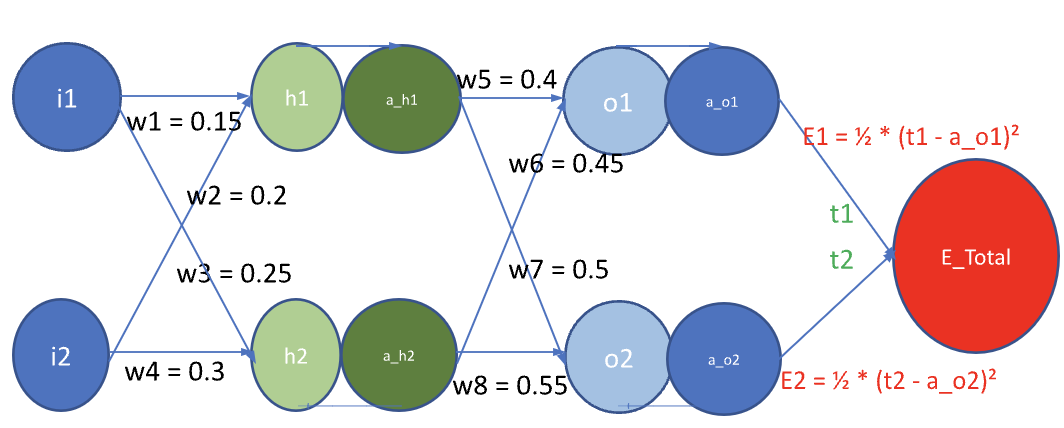 i1
w1 = 0.15
h1
a_h1
w5 = 0.4
o1
a_o1
E1 = ½ * (t1 - a_o1)²
w2 = 0.2
w6 = 0.45
t1
w3 = 0.25
w7 = 0.5
t2
E_Total
i2
w4 = 0.3
h2
a_h2
w8 = 0.55
o2
a_o2
E2 = ½ * (t2 - a_o2)²